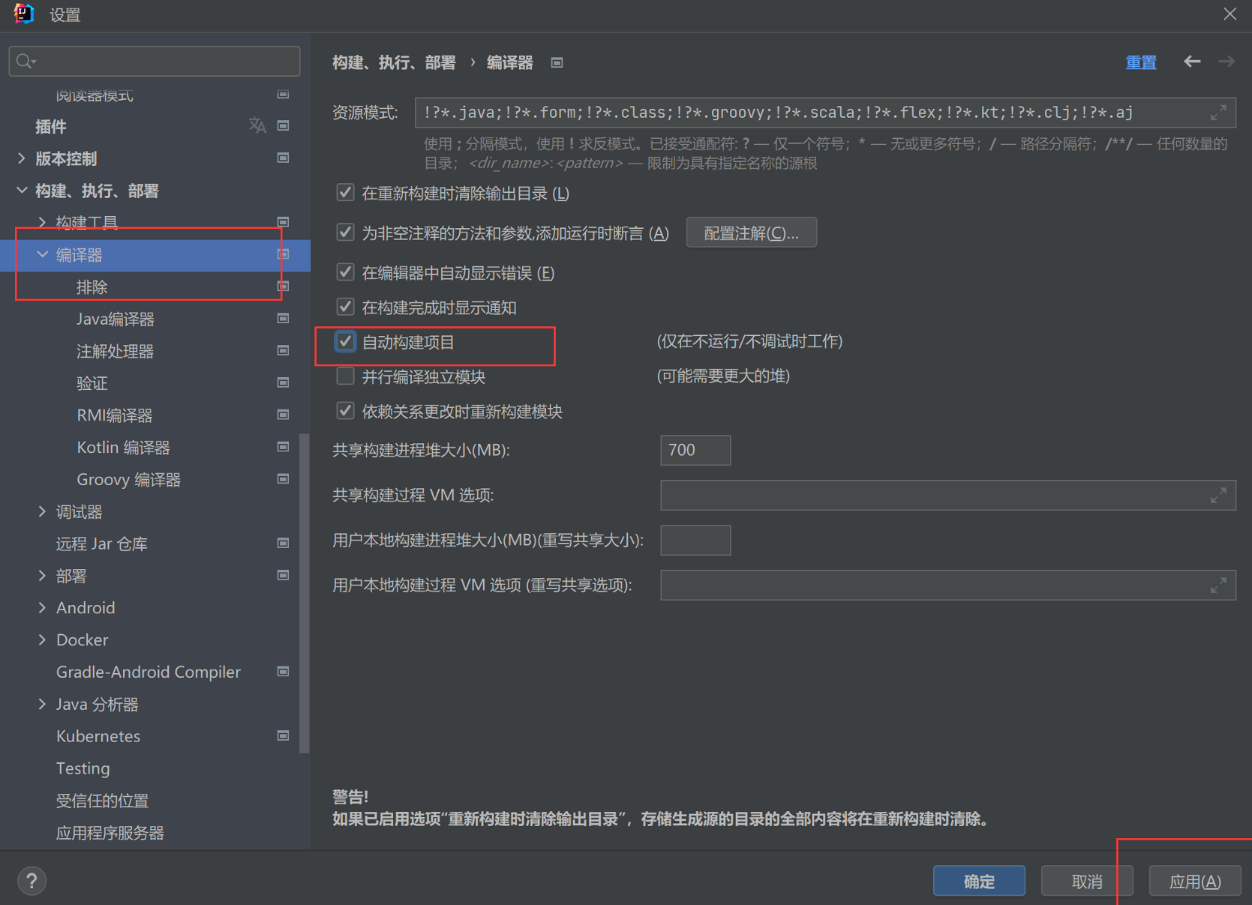 设置
阅读器模式
插件
版本控制
构建、执行、部署
构建工具
编译器
排除
Java编译器
注解处理器
验证
RMI编译器
Kotlin 编译器
Groovy 编译器
调试器
远程 Jar 仓库
部署
Android
Docker
Gradle-Android Compiler
Java 分析器
Kubernetes
Testing
受信任的位置
应用程序服务器
构建、执行、部署 › 编译器
重置
资源模式: !?*.java;!?*.form;!?*.class;!?*.groovy;!?*.scala;!?*.flex;!?*.kt;!?*.clj;!?*.aj
使用 ; 分隔模式，使用 ! 求反模式。已接受通配符: ? — 仅一个符号；* — 无或更多符号；/ — 路径分隔符；/**/ — 任何数量的
目录；<dir_name>:<pattern> — 限制为具有指定名称的源根
在重新构建时清除输出目录 (L)
为非空注释的方法和参数,添加运行时断言 (A) 配置注解(C)...
在编辑器中自动显示错误 (E)
在构建完成时显示通知
自动构建项目 (仅在不运行/不调试时工作)
并行编译独立模块 (可能需要更大的堆)
依赖关系更改时重新构建模块
共享构建进程堆大小(MB): 700
共享构建过程 VM 选项:
用户本地构建进程堆大小(MB)(重写共享大小):
用户本地构建过程 VM 选项 (重写共享选项):
警告!
如果已启用选项“重新构建时清除输出目录”，存储生成源的目录的全部内容将在重新构建时清除。
? 确定 取消 应用(A)